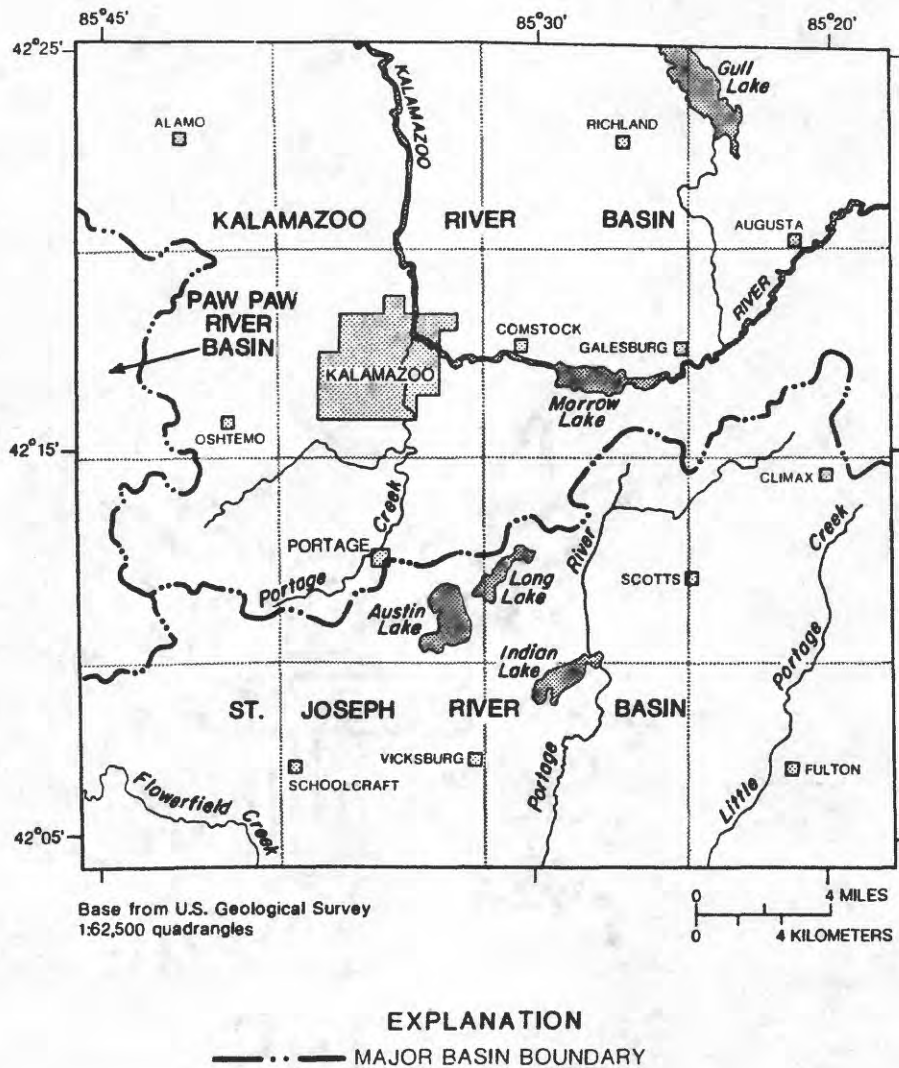 85°45'
85°30'
85°20'
42°25'
KALAMAZOO
Gull
Lake
ALAMO
RICHLAND
KALAMAZOO RIVER BASIN
AUGUSTA
PAW PAW
RIVER
BASIN
RIVER
COMSTOCK
GALESBURG
KALAMAZOO
Morrow
Lake
OSHTEMO
42°15'
CLIMAX
Creek
River
Creek
PORTAGE
Long
Lake
SCOTTS
Portage
Austin
Lake
Indian
Lake
Portage
ST. JOSEPH RIVER BASIN
VICKSBURG
SCHOOLCRAFT
Portage
Little
FULTON
Flowerfield
Creek
42°05'
Base from U.S. Geological Survey
1:62,500 quadrangles
0 4 MILES
0 4 KILOMETERS
EXPLANATION
MAJOR BASIN BOUNDARY